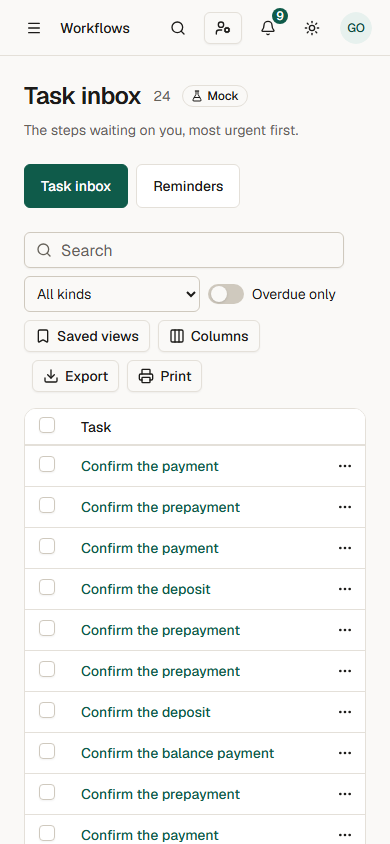 Workflows
9
GO
Task inbox 24 Mock
The steps waiting on you, most urgent first.
Task inbox Reminders
Search
All kinds Overdue only
Saved views Columns
Export Print
Task
Confirm the payment
Confirm the prepayment
Confirm the payment
Confirm the deposit
Confirm the prepayment
Confirm the prepayment
Confirm the deposit
Confirm the balance payment
Confirm the prepayment
Confirm the payment